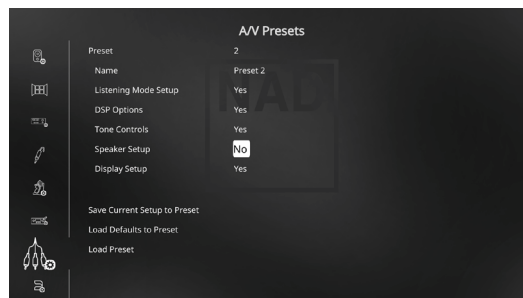 A/V Presets
Preset 2
Name Preset 2
Listening Mode Setup Yes
DSP Options Yes
Tone Controls Yes
Speaker Setup No
Display Setup Yes
Save Current Setup to Preset
Load Defaults to Preset
Load Preset
NAD